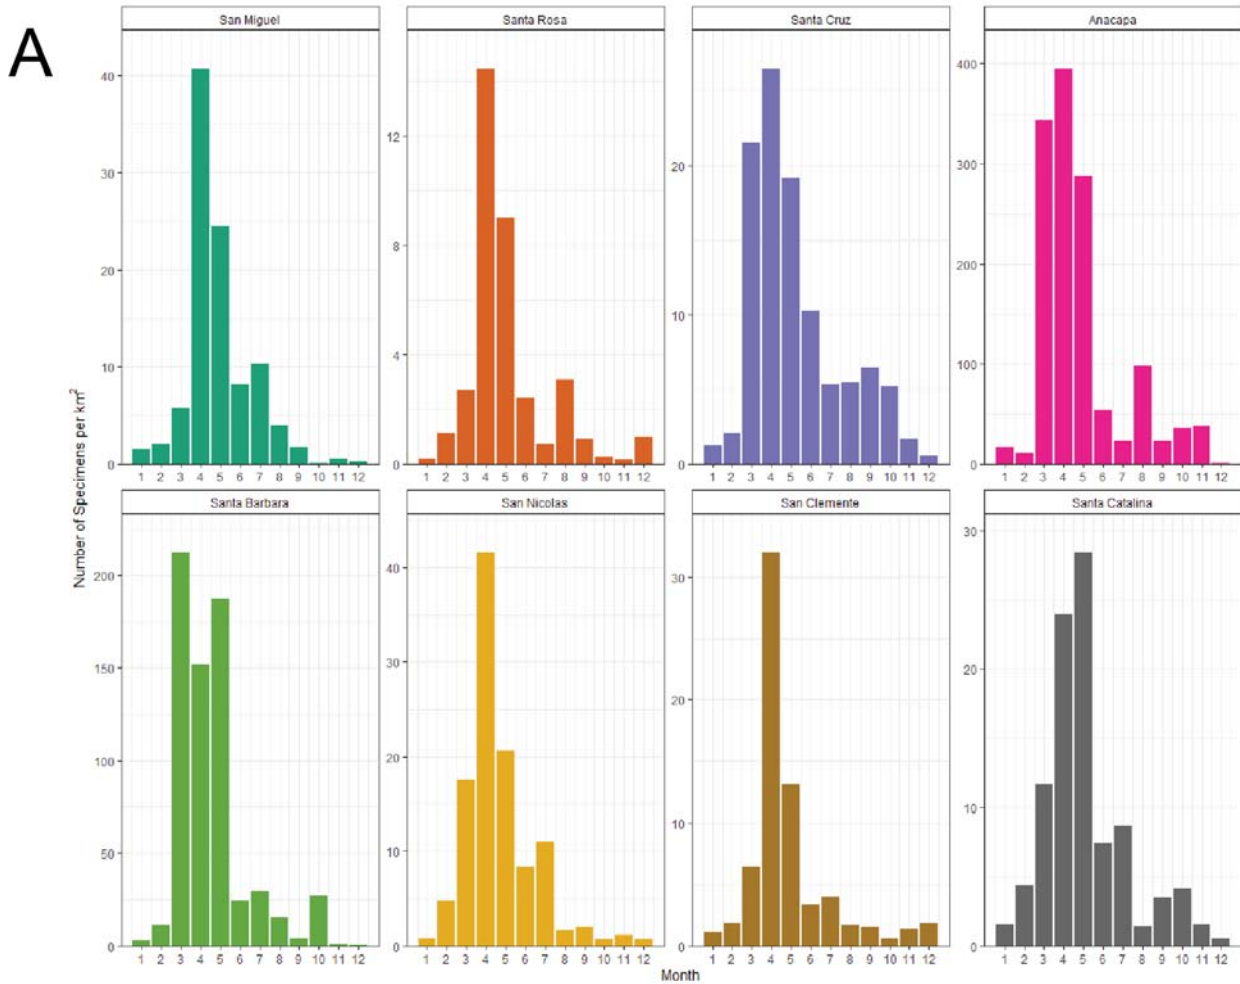 A
San Miguel
Santa Rosa
Santa Cruz
Anacapa
40
30
20
10
0
12
8
4
0
20
10
0
400
300
200
100
0
1 2 3 4 5 6 7 8 9 10 11 12
1 2 3 4 5 6 7 8 9 10 11 12
1 2 3 4 5 6 7 8 9 10 11 12
1 2 3 4 5 6 7 8 9 10 11 12
Number of Specimens per km²
Santa Barbara
San Nicolas
San Clemente
Santa Catalina
200
150
100
50
0
40
30
20
10
0
30
20
10
0
30
20
10
0
1 2 3 4 5 6 7 8 9 10 11 12
1 2 3 4 5 6 7 8 9 10 11 12
1 2 3 4 5 6 7 8 9 10 11 12
1 2 3 4 5 6 7 8 9 10 11 12
Month